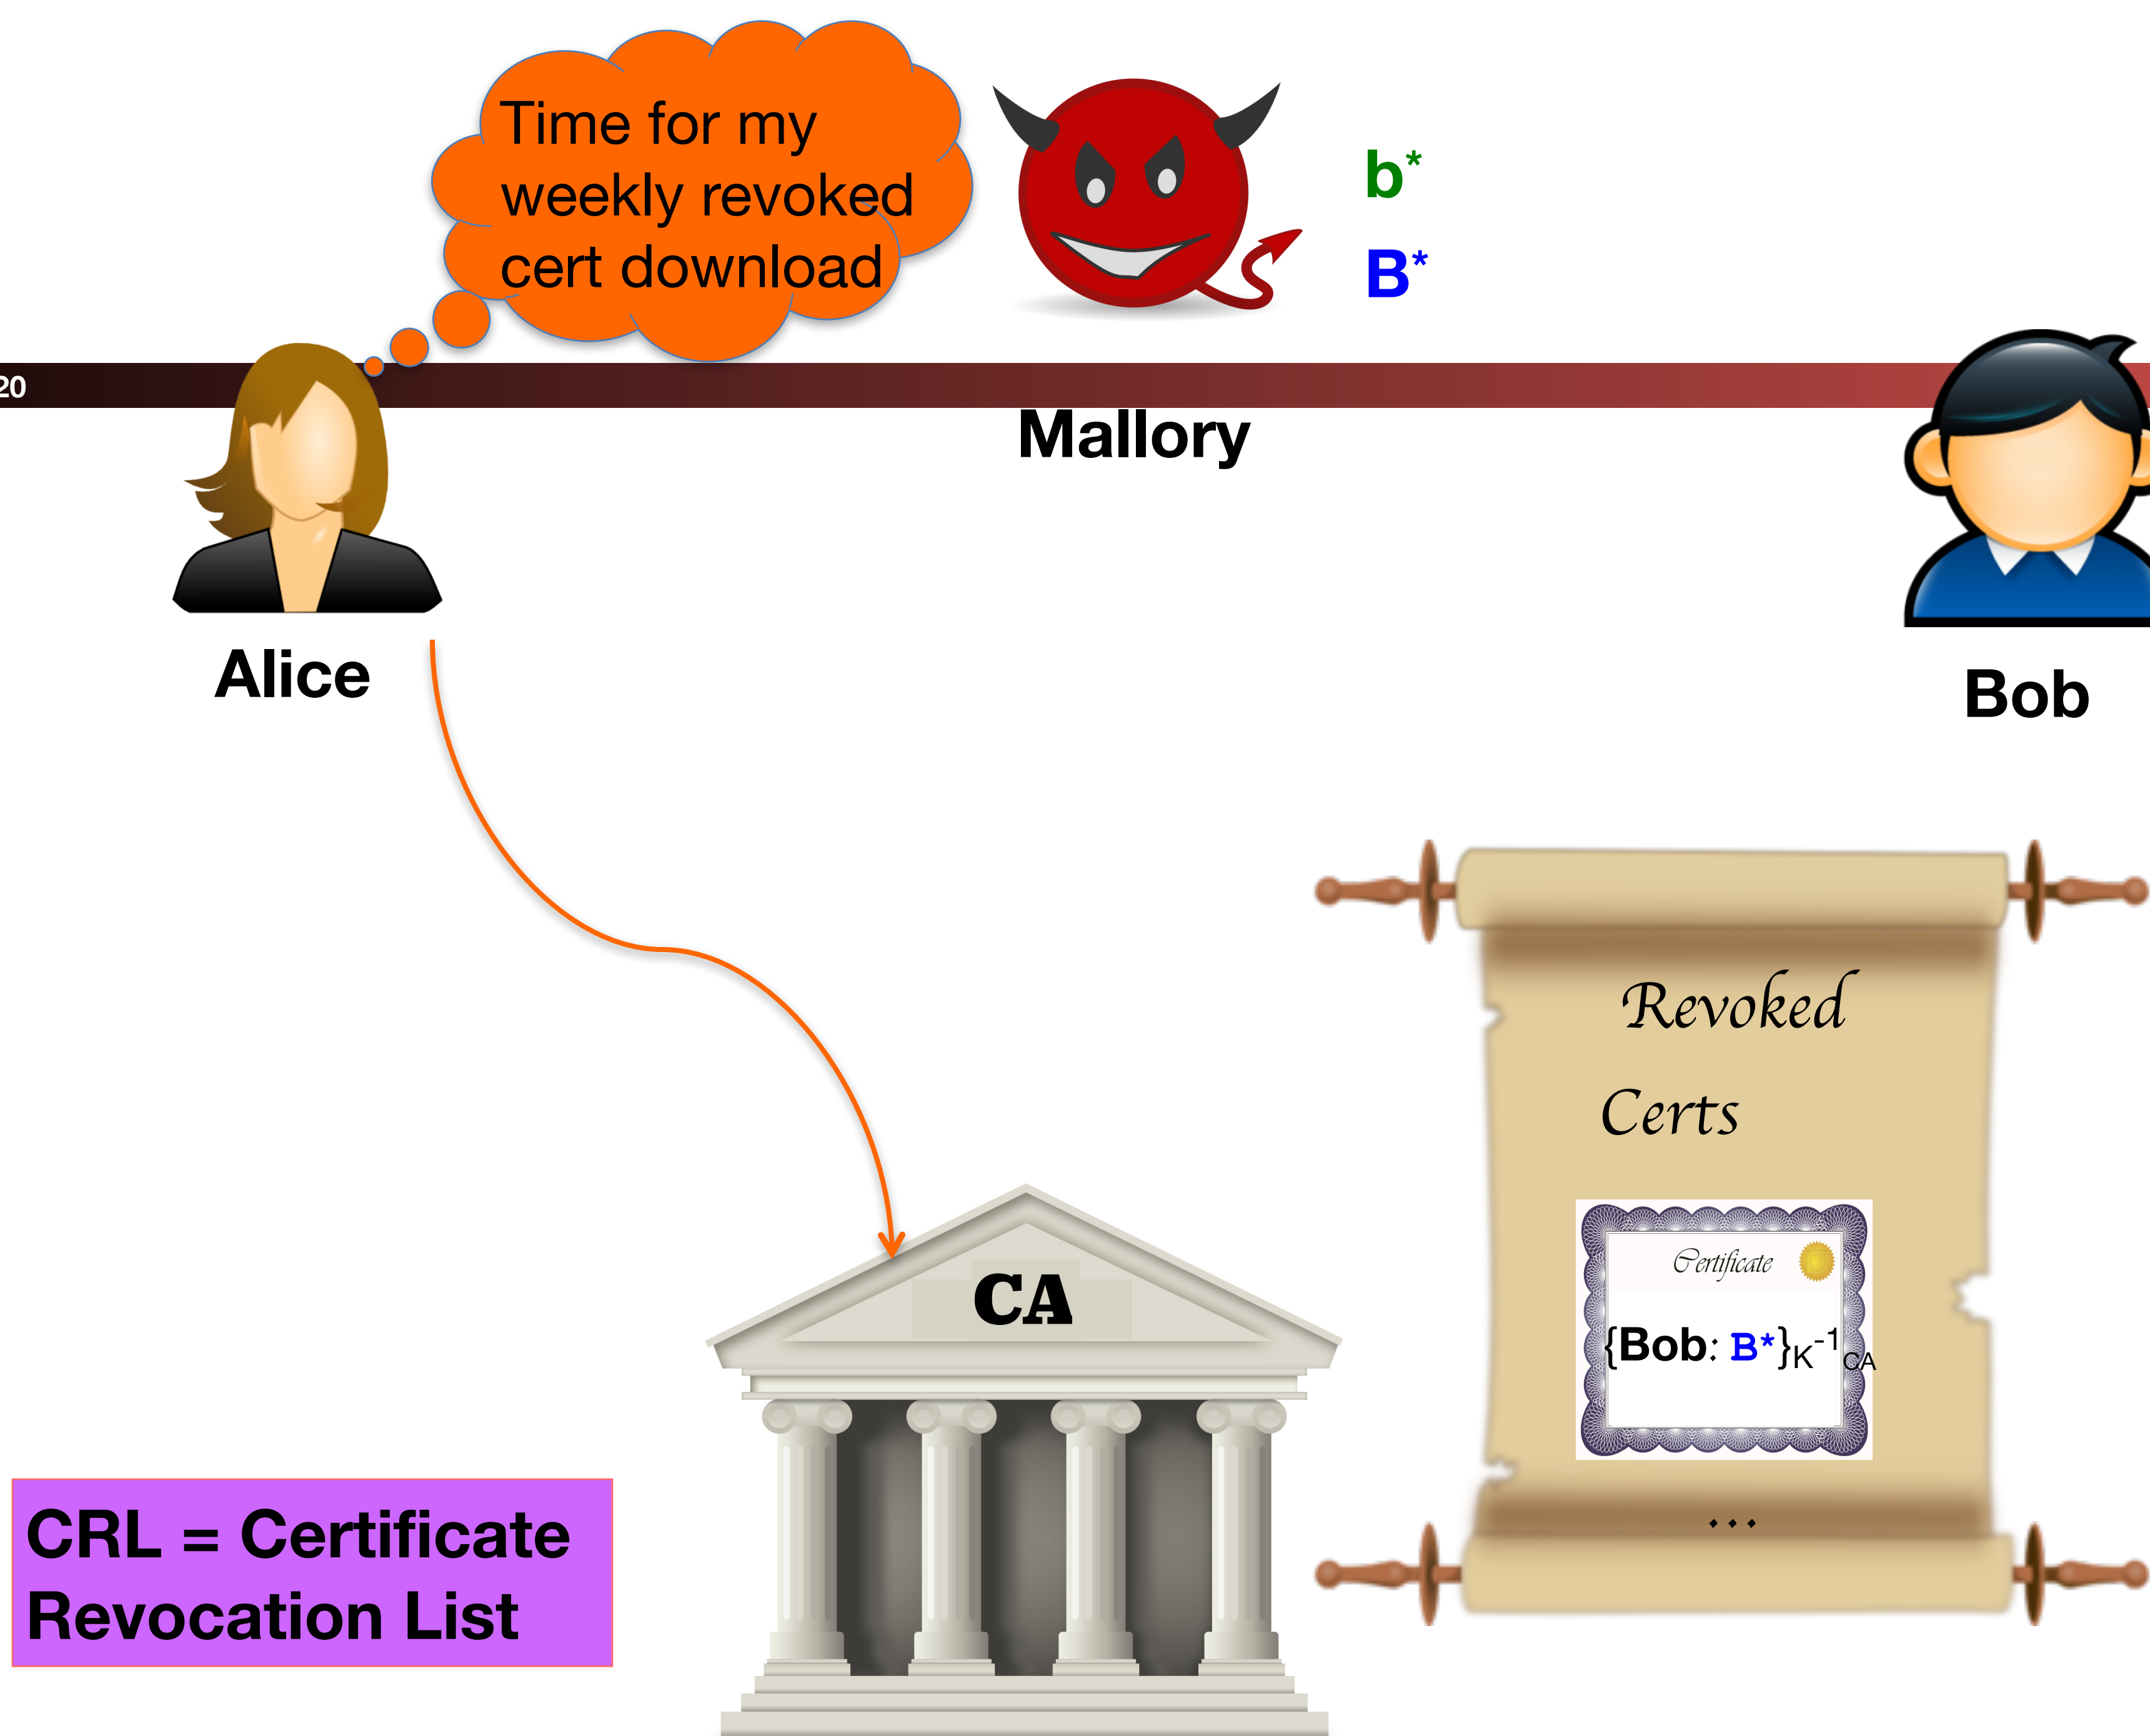 Time for my
weekly revoked
cert download
b*
B*
20
Mallory
Alice
Bob
Revoked
Certs
CA
Certificate
{Bob: B*}K⁻¹CA
...
CRL = Certificate
Revocation List